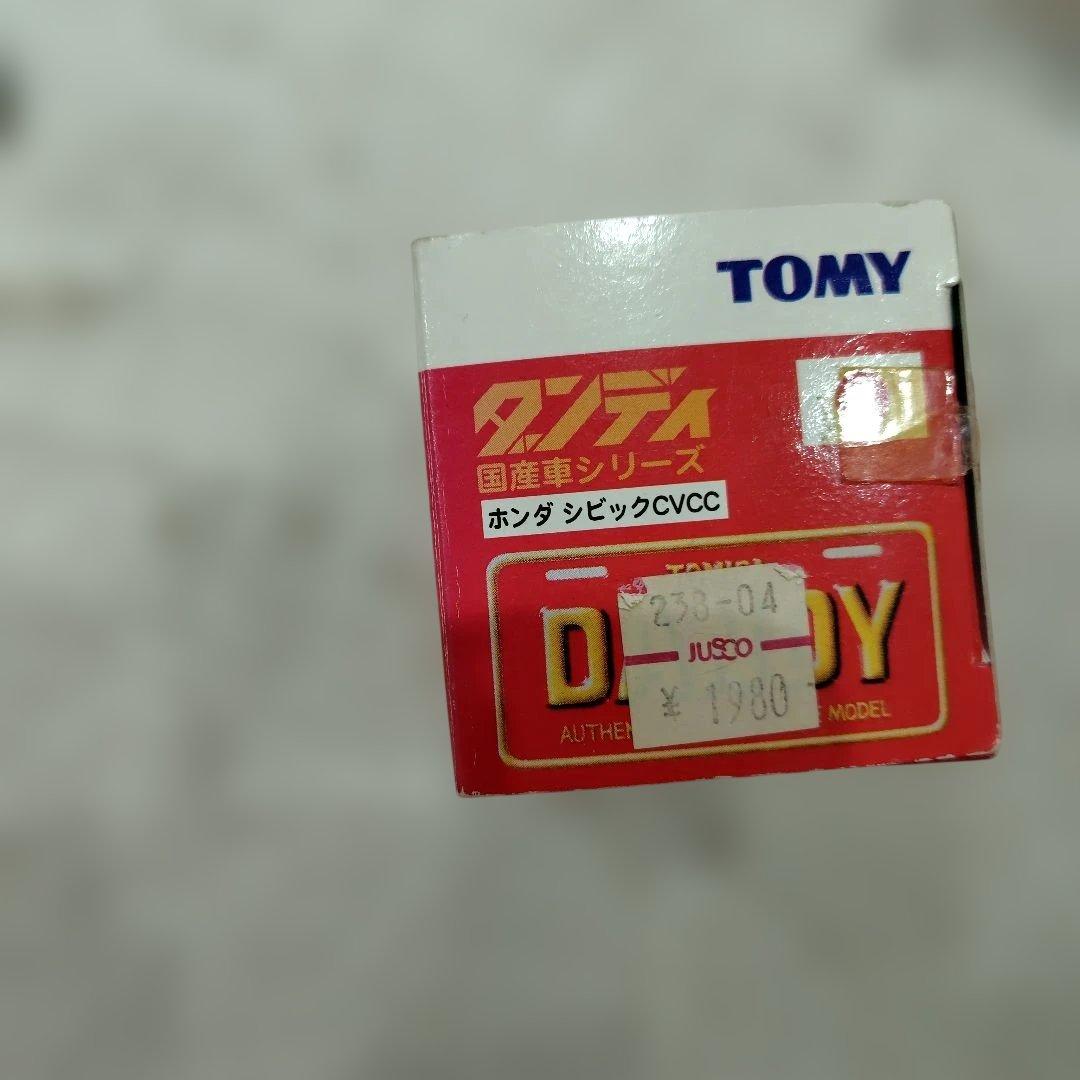 TOMY
ダンディ
国産車シリーズ
ホンダ シビックCVCC
238-04
JUSCO
¥ 1980
MODEL